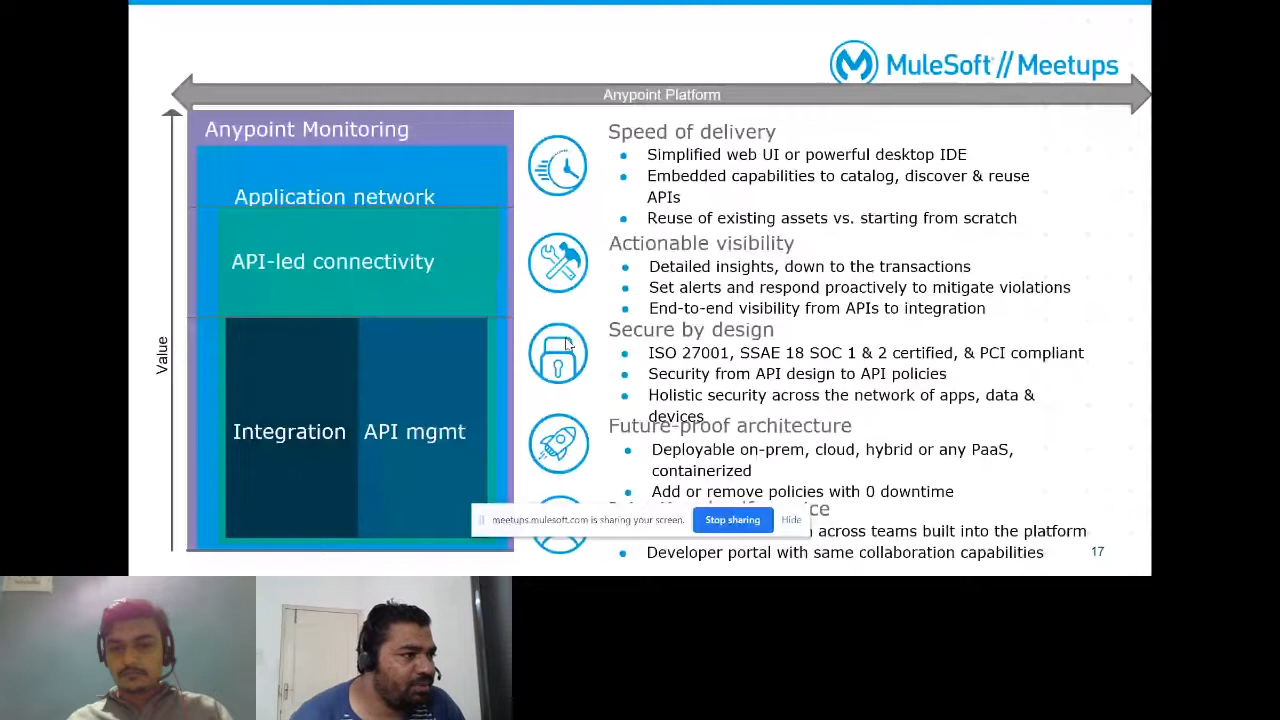 MuleSoft // Meetups
Anypoint Platform
Anypoint Monitoring
Application network
API-led connectivity
Integration
API mgmt
Value
Speed of delivery
Simplified web UI or powerful desktop IDE
Embedded capabilities to catalog, discover & reuse
APIs
Reuse of existing assets vs. starting from scratch
Actionable visibility
Detailed insights, down to the transactions
Set alerts and respond proactively to mitigate violations
End-to-end visibility from APIs to integration
Secure by design
ISO 27001, SSAE 18 SOC 1 & 2 certified, & PCI compliant
Security from API design to API policies
Holistic security across the network of apps, data &
devices
Future-proof architecture
Deployable on-prem, cloud, hybrid or any PaaS,
containerized
Add or remove policies with 0 downtime
across teams built into the platform
Developer portal with same collaboration capabilities
meetups.mulesoft.com is sharing your screen.
Stop sharing
Hide
17